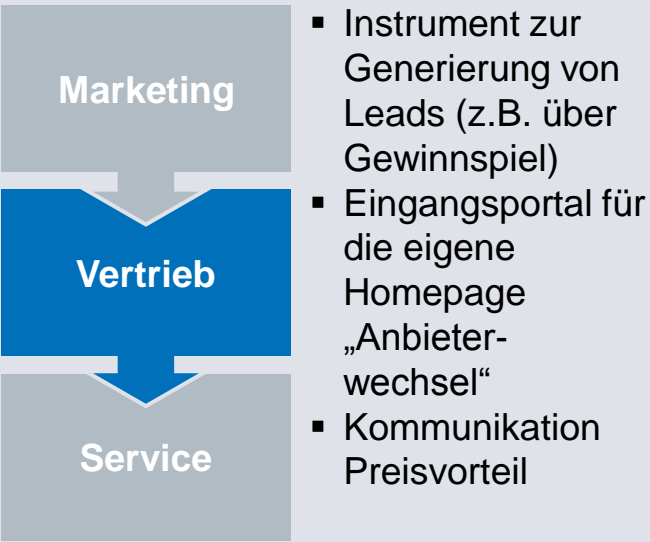 Marketing
Vertrieb
Service
▪ Instrument zur
Generierung von
Leads (z.B. über
Gewinnspiel)
▪ Eingangsportal für
die eigene
Homepage
„Anbieter-
wechsel“
▪ Kommunikation
Preisvorteil